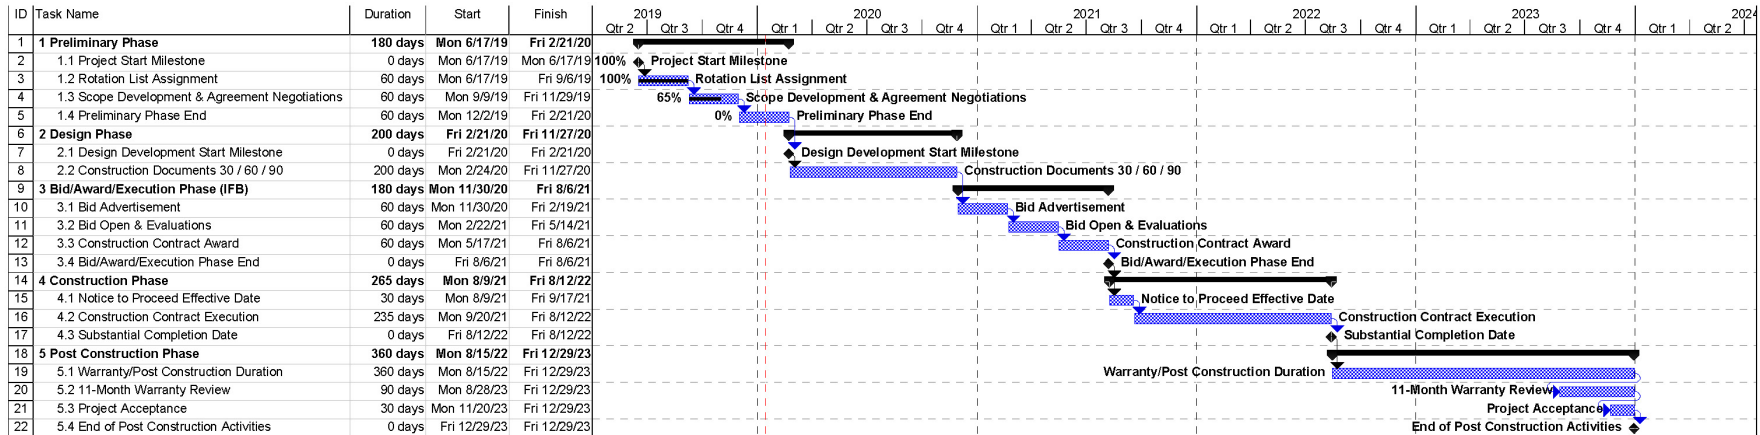 ID Task Name Duration Start Finish 2019 2020 2021 2022 2023 2024
Qtr 2 Qtr 3 Qtr 4 Qtr 1 Qtr 2 Qtr 3 Qtr 4 Qtr 1 Qtr 2 Qtr 3 Qtr 4 Qtr 1 Qtr 2 Qtr 3 Qtr 4 Qtr 1 Qtr 2 Qtr 3 Qtr 4 Qtr 1 Qtr 2
1 1 Preliminary Phase 180 days Mon 6/17/19 Fri 2/21/20
2 1.1 Project Start Milestone 0 days Mon 6/17/19 Mon 6/17/19 100% Project Start Milestone
3 1.2 Rotation List Assignment 60 days Mon 6/17/19 Fri 9/6/19 100% Rotation List Assignment
4 1.3 Scope Development & Agreement Negotiations 60 days Mon 9/9/19 Fri 11/29/19 65% Scope Development & Agreement Negotiations
5 1.4 Preliminary Phase End 60 days Mon 12/2/19 Fri 2/21/20 0% Preliminary Phase End
6 2 Design Phase 200 days Fri 2/21/20 Fri 11/27/20
7 2.1 Design Development Start Milestone 0 days Fri 2/21/20 Fri 2/21/20 Design Development Start Milestone
8 2.2 Construction Documents 30 / 60 / 90 200 days Mon 2/24/20 Fri 11/27/20 Construction Documents 30 / 60 / 90
9 3 Bid/Award/Execution Phase (IFB) 180 days Mon 11/30/20 Fri 8/6/21
10 3.1 Bid Advertisement 60 days Mon 11/30/20 Fri 2/19/21 Bid Advertisement
11 3.2 Bid Open & Evaluations 60 days Mon 2/22/21 Fri 5/14/21 Bid Open & Evaluations
12 3.3 Construction Contract Award 60 days Mon 5/17/21 Fri 8/6/21 Construction Contract Award
13 3.4 Bid/Award/Execution Phase End 0 days Fri 8/6/21 Fri 8/6/21 Bid/Award/Execution Phase End
14 4 Construction Phase 265 days Mon 8/9/21 Fri 8/12/22
15 4.1 Notice to Proceed Effective Date 30 days Mon 8/9/21 Fri 9/17/21 Notice to Proceed Effective Date
16 4.2 Construction Contract Execution 235 days Mon 9/20/21 Fri 8/12/22 Construction Contract Execution
17 4.3 Substantial Completion Date 0 days Fri 8/12/22 Fri 8/12/22 Substantial Completion Date
18 5 Post Construction Phase 360 days Mon 8/15/22 Fri 12/29/23
19 5.1 Warranty/Post Construction Duration 360 days Mon 8/15/22 Fri 12/29/23 Warranty/Post Construction Duration
20 5.2 11-Month Warranty Review 90 days Mon 8/28/23 Fri 12/29/23 11-Month Warranty Review
21 5.3 Project Acceptance 30 days Mon 11/20/23 Fri 12/29/23 Project Acceptance
22 5.4 End of Post Construction Activities 0 days Fri 12/29/23 Fri 12/29/23 End of Post Construction Activities